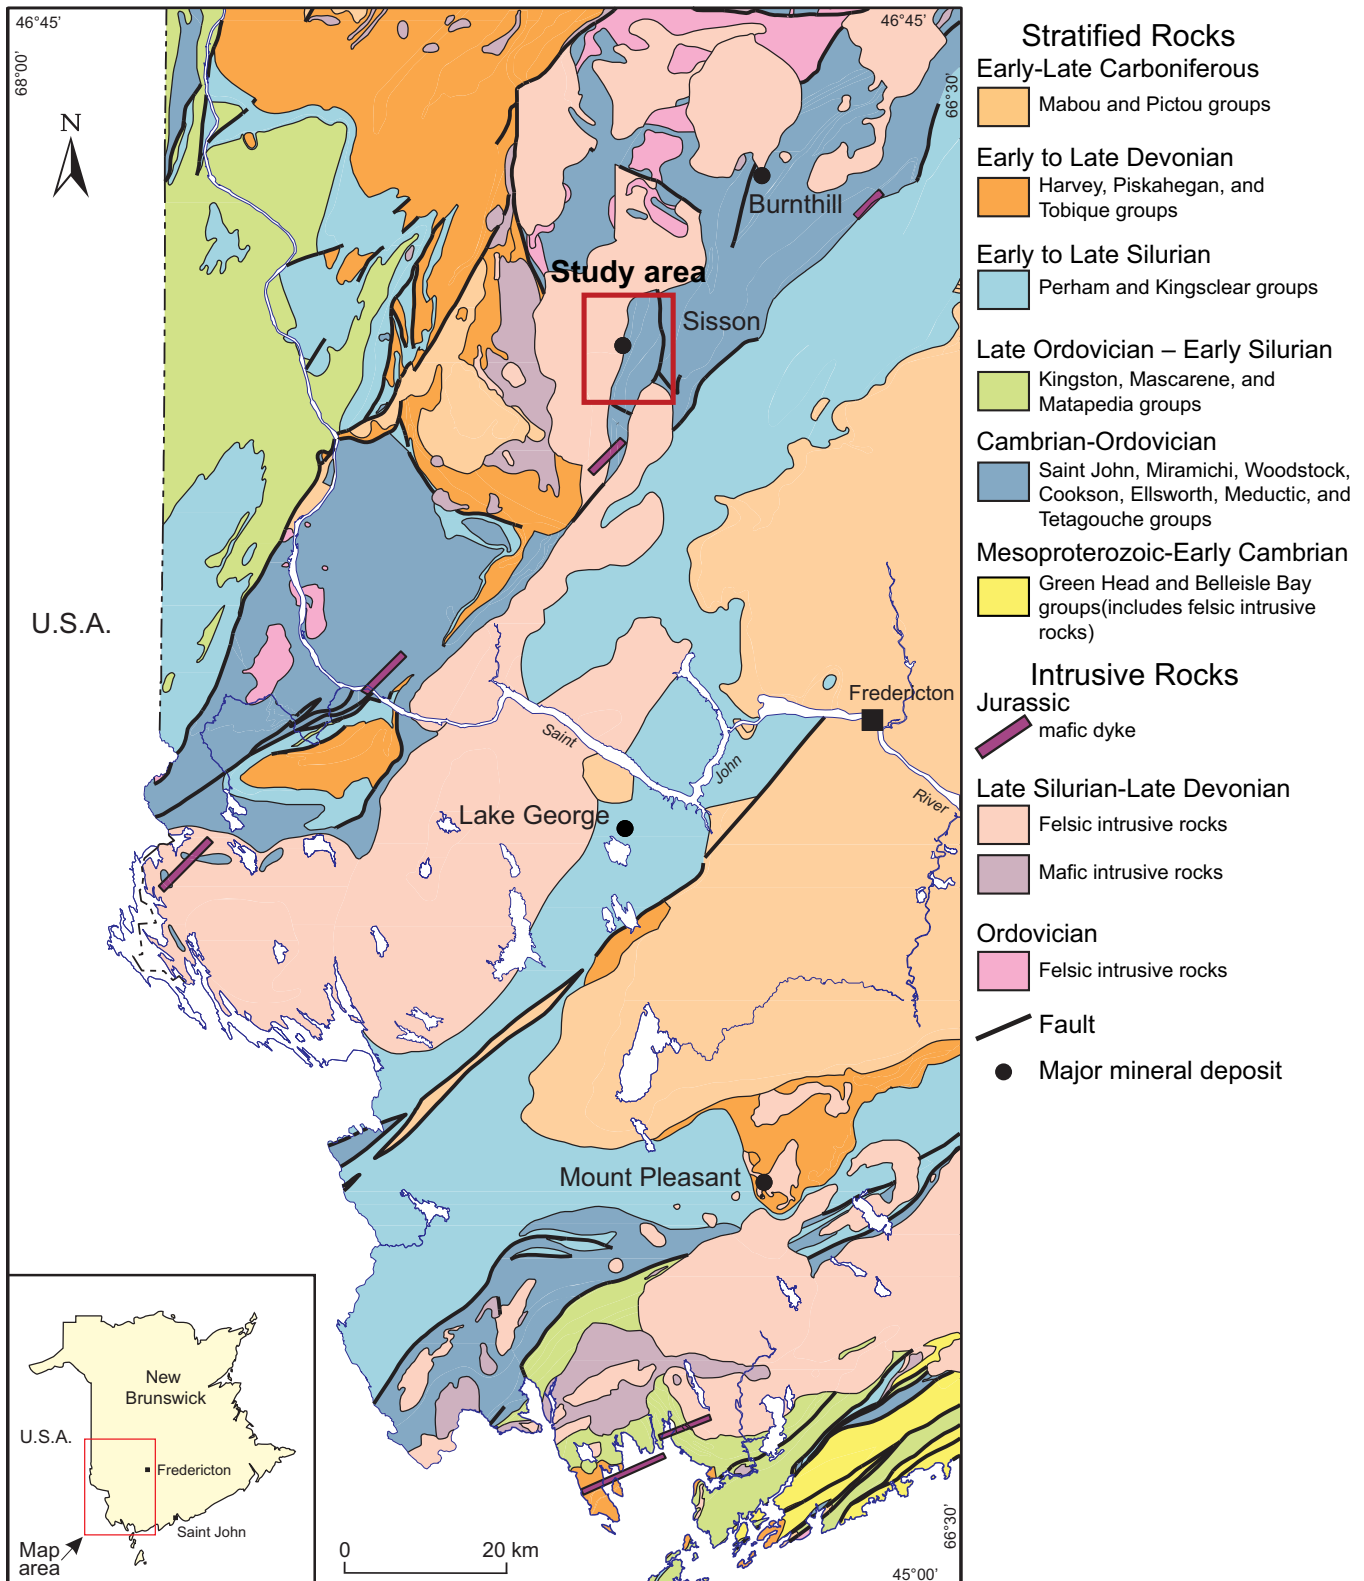 46°45'
46°45'
68°00'
66°30'
N
Burnthill
Study area
Sisson
U.S.A.
Fredericton
Saint
John
River
Lake George
Mount Pleasant
New
Brunswick
U.S.A.
Fredericton
Saint John
Map
area
0
20 km
66°30'
45°00'
Stratified Rocks
Early-Late Carboniferous
Mabou and Pictou groups
Early to Late Devonian
Harvey, Piskahegan, and
Tobique groups
Early to Late Silurian
Perham and Kingsclear groups
Late Ordovician – Early Silurian
Kingston, Mascarene, and
Matapedia groups
Cambrian-Ordovician
Saint John, Miramichi, Woodstock,
Cookson, Ellsworth, Meductic, and
Tetagouche groups
Mesoproterozoic-Early Cambrian
Green Head and Belleisle Bay
groups(includes felsic intrusive
rocks)
Intrusive Rocks
Jurassic
mafic dyke
Late Silurian-Late Devonian
Felsic intrusive rocks
Mafic intrusive rocks
Ordovician
Felsic intrusive rocks
Fault
Major mineral deposit